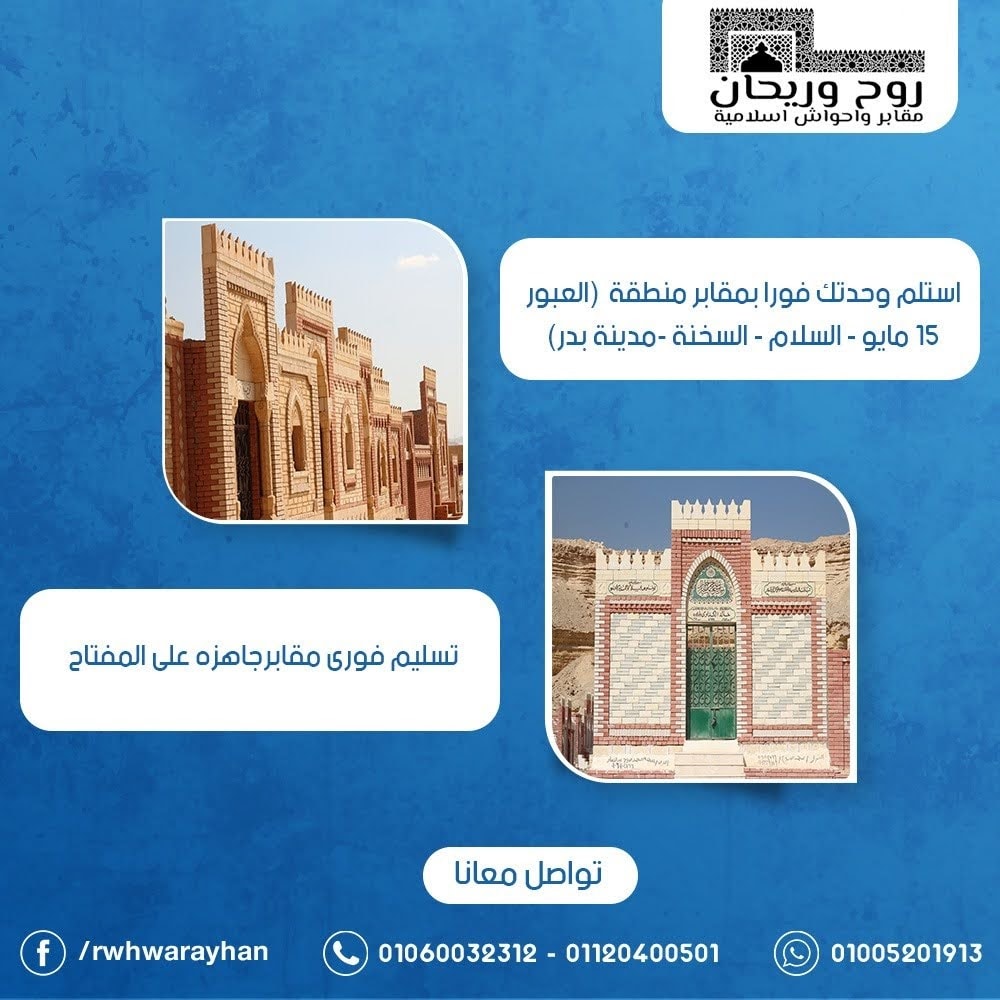 روح وريحان
مقابر واحواش اسلامية
استلم وحدتك فورا بمقابر منطقة (العبور
15 مايو - السلام - السخنة -مدينة بدر)
تسليم فورى مقابرجاهزه على المفتاح
تواصل معانا
/rwhwarayhan
01060032312 - 01120400501
01005201913